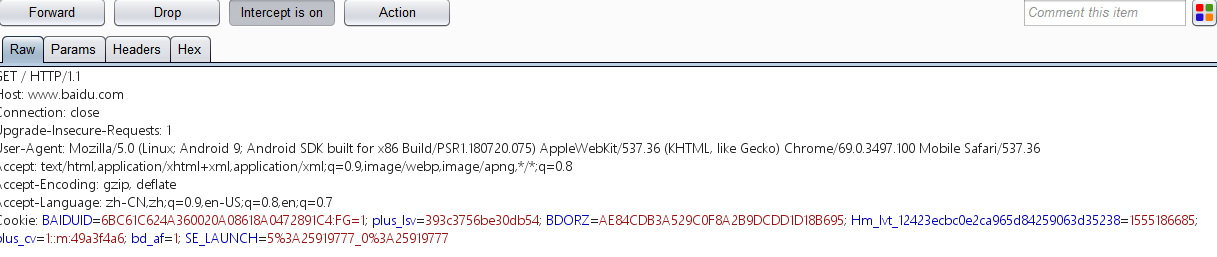 Forward Drop Intercept is on Action Comment this item
Raw Params Headers Hex
GET / HTTP/1.1
Host: www.baidu.com
Connection: close
Upgrade-Insecure-Requests: 1
User-Agent: Mozilla/5.0 (Linux; Android 9; Android SDK built for x86 Build/PSR1.180720.075) AppleWebKit/537.36 (KHTML, like Gecko) Chrome/69.0.3497.100 Mobile Safari/537.36
Accept: text/html,application/xhtml+xml,application/xml;q=0.9,image/webp,image/apng,*/*;q=0.8
Accept-Encoding: gzip, deflate
Accept-Language: zh-CN,zh;q=0.9,en-US;q=0.8,en;q=0.7
Cookie: BAIDUID=6BC61C624A360020A08618A0472891C4:FG=1; plus_lsv=393c3756be30db54; BDORZ=AE84CDB3A529C0F8A2B9DCDD1D18B695; Hm_lvt_12423ecbc0e2ca965d84259063d35238=1555186685;
plus_cv=1::m:49a3f4a6; bd_af=1; SE_LAUNCH=5%3A25919777_0%3A25919777